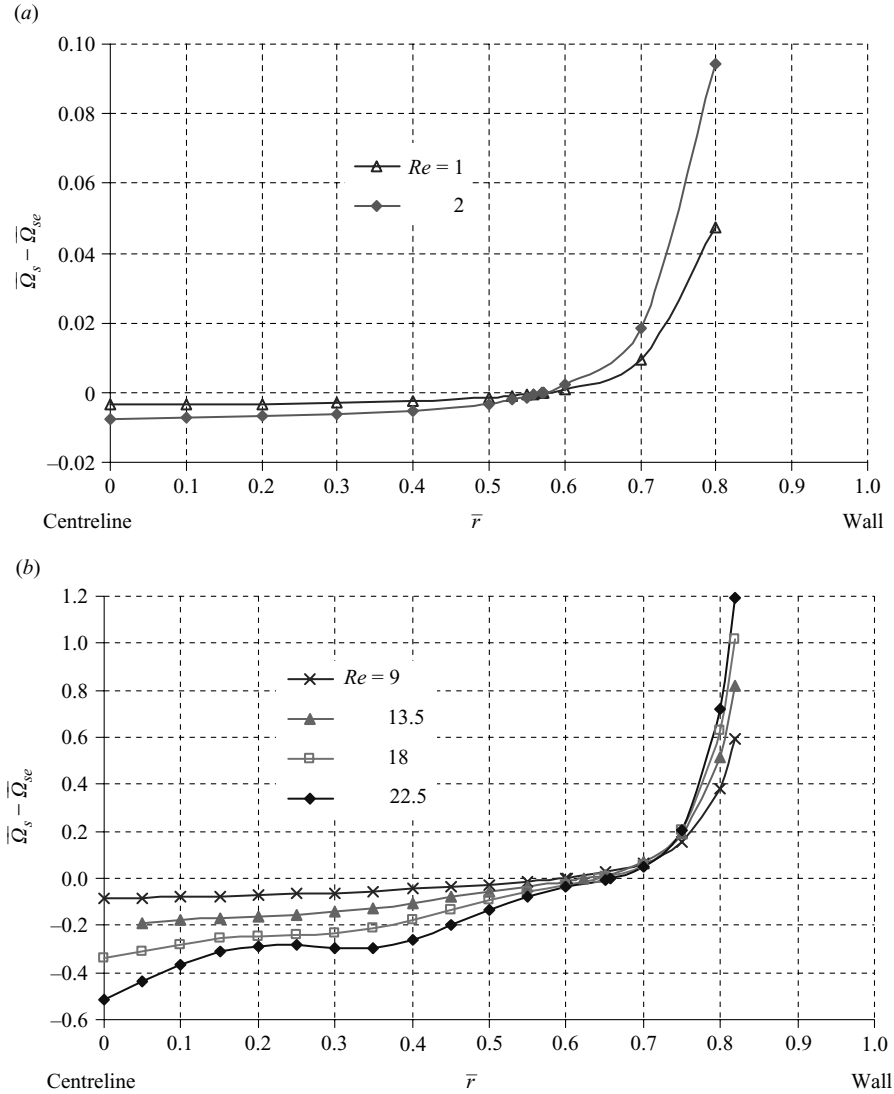 (a)
0.10
0.08
0.06
0.04
0.02
0
–0.02
Ω̅s – Ω̅se
Re = 1
2
0 0.1 0.2 0.3 0.4 0.5 0.6 0.7 0.8 0.9 1.0
Centreline r̅ Wall
(b)
1.2
1.0
0.8
0.6
0.4
0.2
0.0
–0.2
–0.4
–0.6
Ω̅s – Ω̅se
Re = 9
13.5
18
22.5
0 0.1 0.2 0.3 0.4 0.5 0.6 0.7 0.8 0.9 1.0
Centreline r̅ Wall